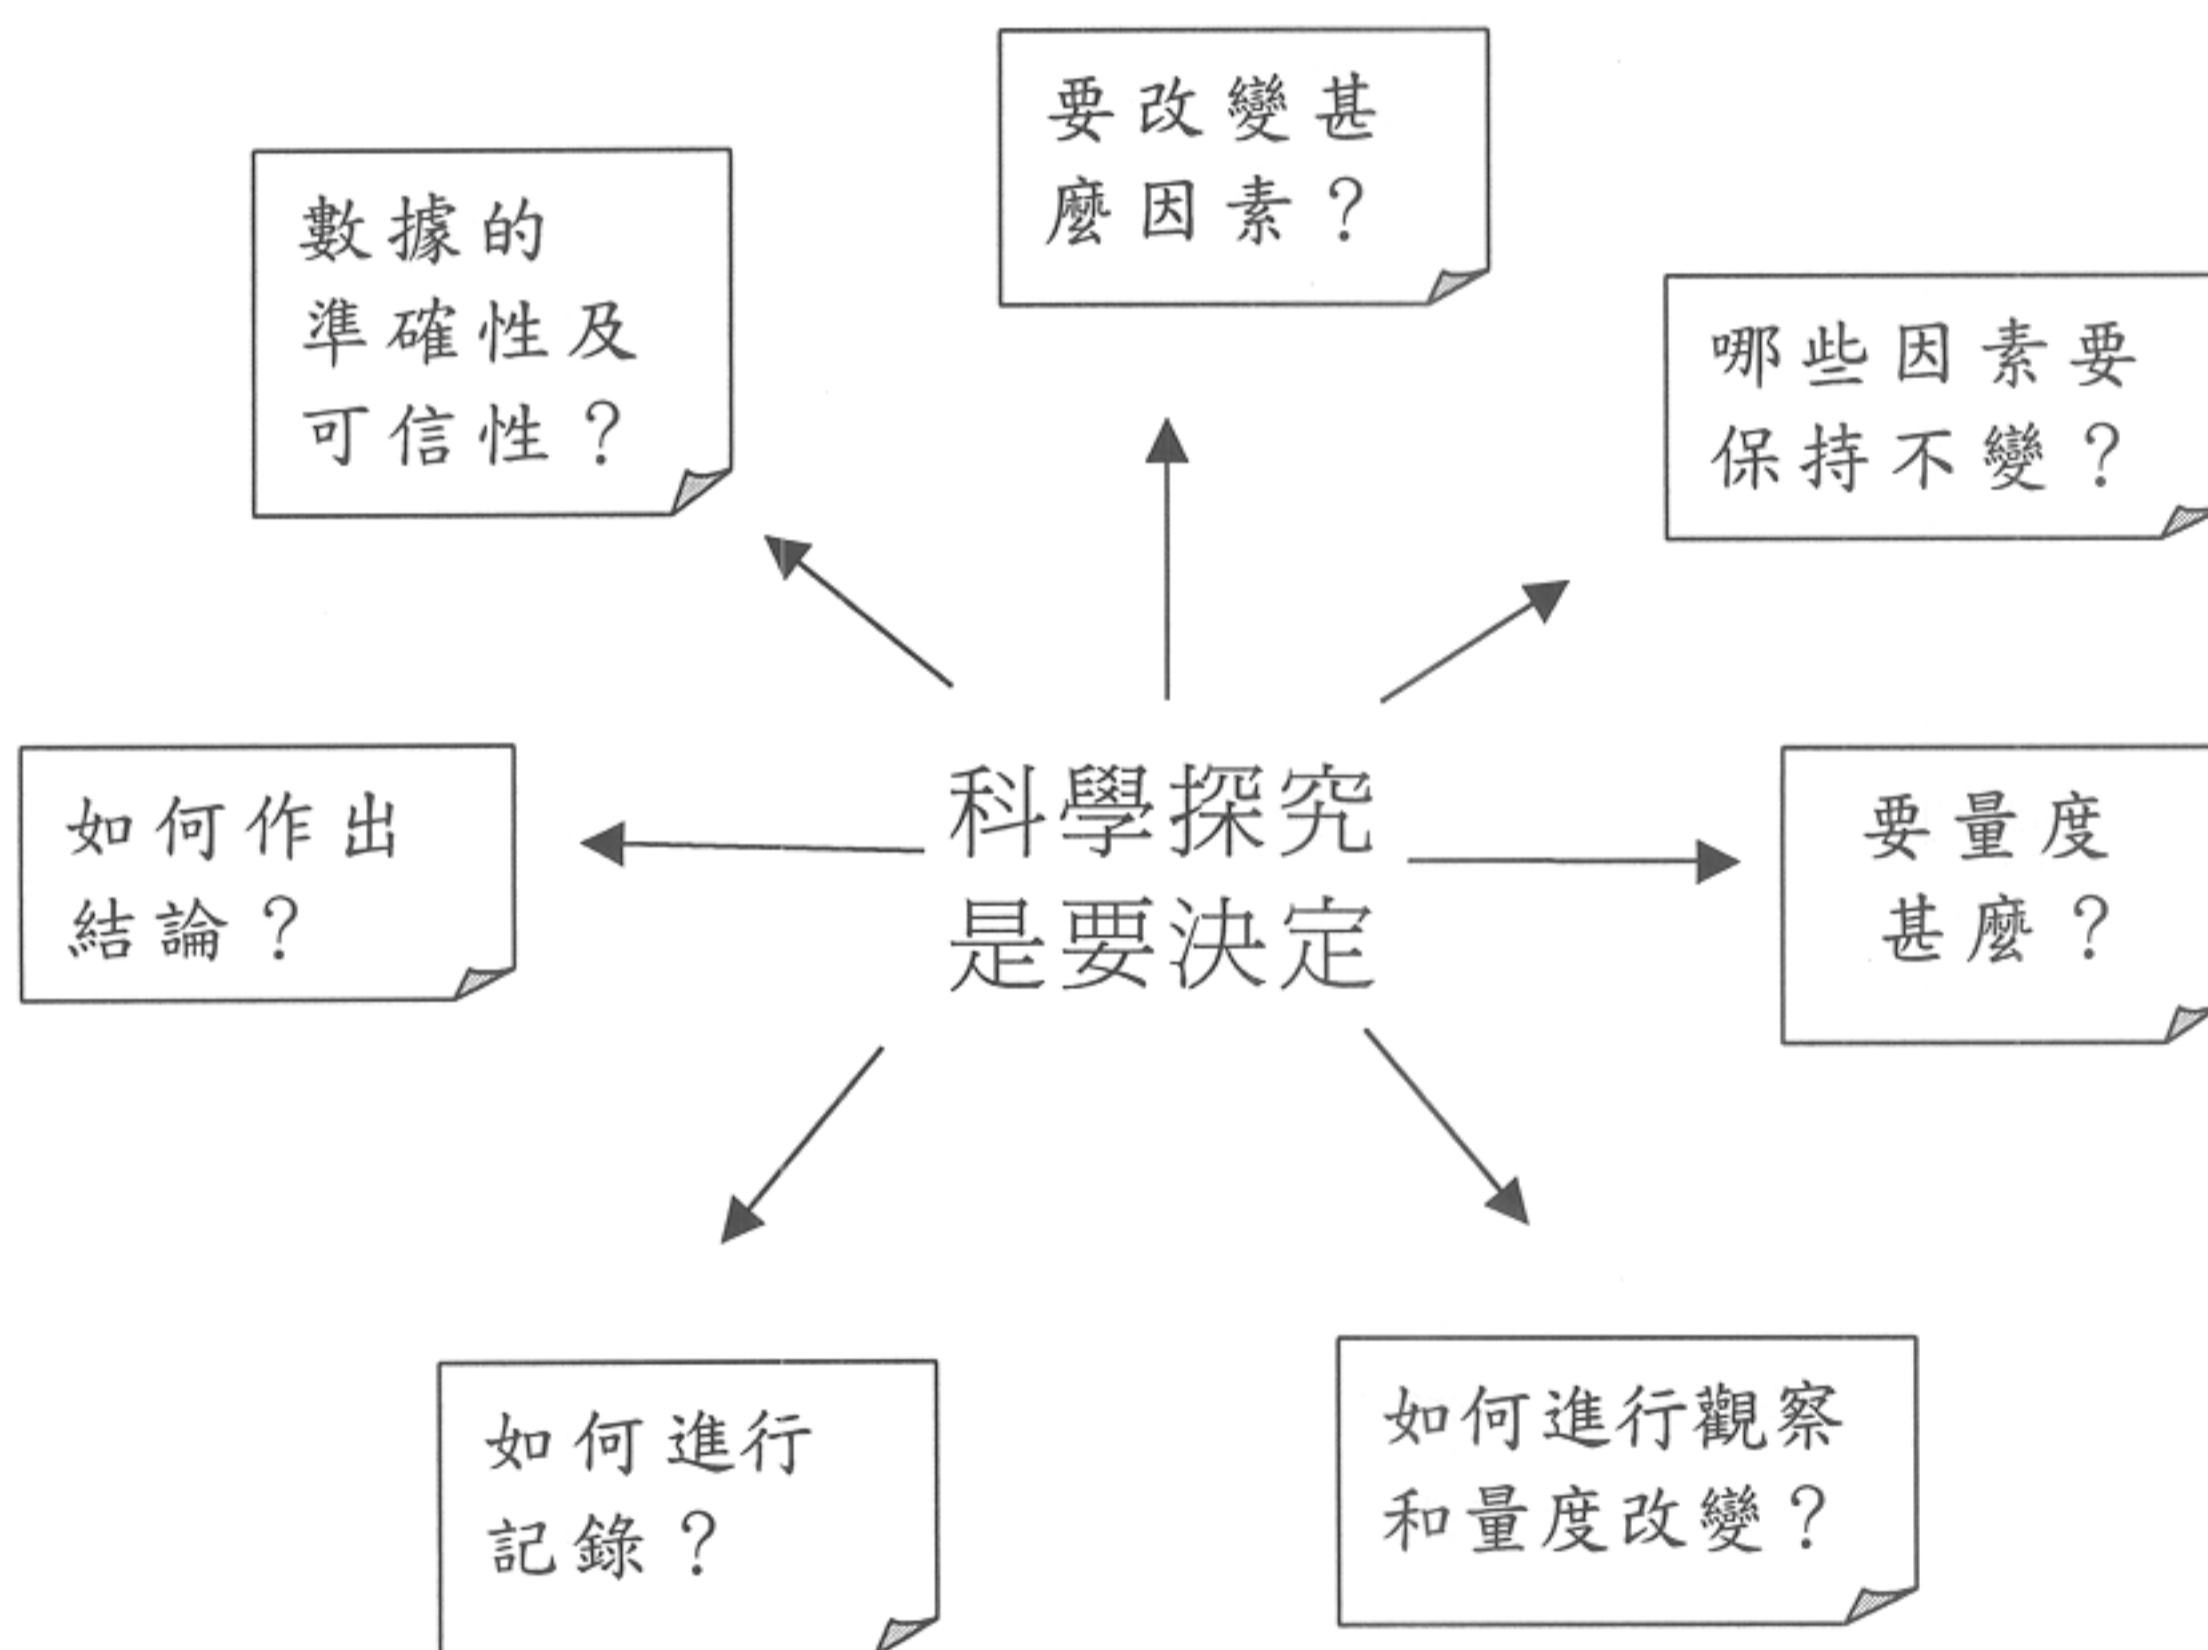 要改變甚
麼因素？
數據的
準確性及
可信性？
哪些因素要
保持不變？
科學探究
是要決定
如何作出
結論？
要量度
甚麼？
如何進行
記錄？
如何進行觀察
和量度改變？